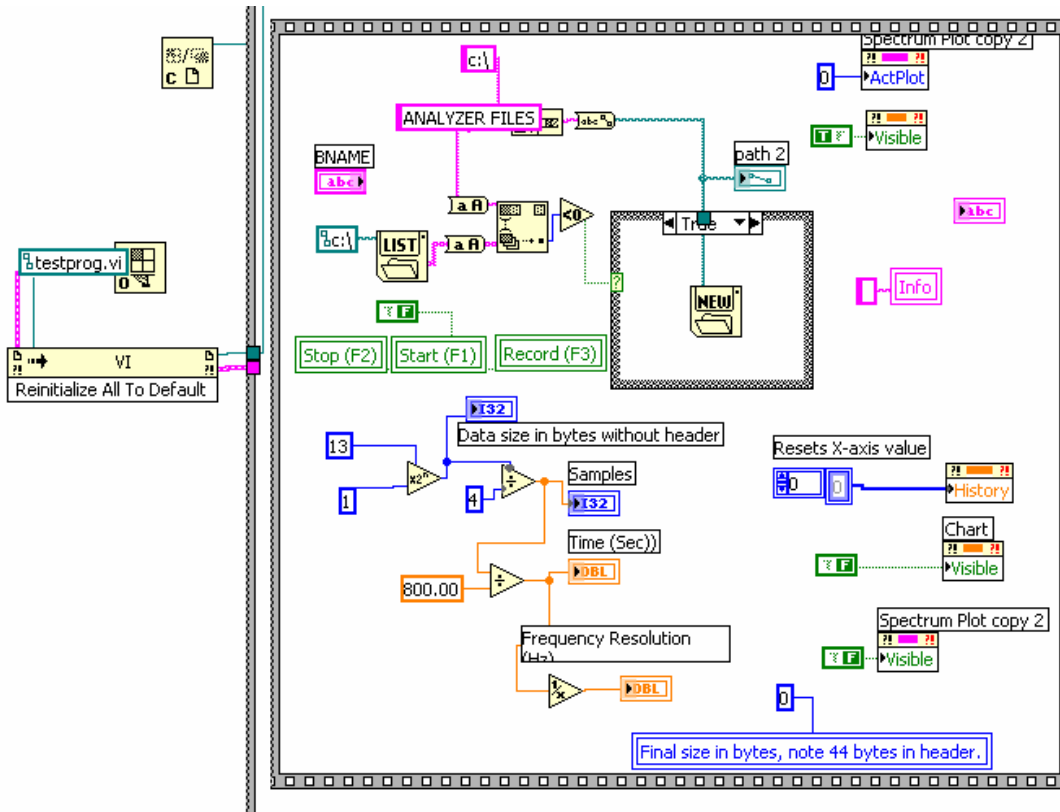 Spectrum Plot copy 2
0
ActPlot
C
c:\
ANALYZER FILES
T
Visible
BNAME
abc
path 2
a A
<0
abc
c:\
LIST
a A
True
?
testprog.vi
O
NEW
Info
F
Stop (F2)
Start (F1)
Record (F3)
VI
Reinitialize All To Default
I32
Data size in bytes without header
13
x2ⁿ
1
4
÷
Samples
I32
Resets X-axis value
0
0
History
Time (Sec))
DBL
800.00
÷
Chart
F
Visible
Frequency Resolution
(Hz)
1/x
DBL
Spectrum Plot copy 2
F
Visible
0
Final size in bytes, note 44 bytes in header.